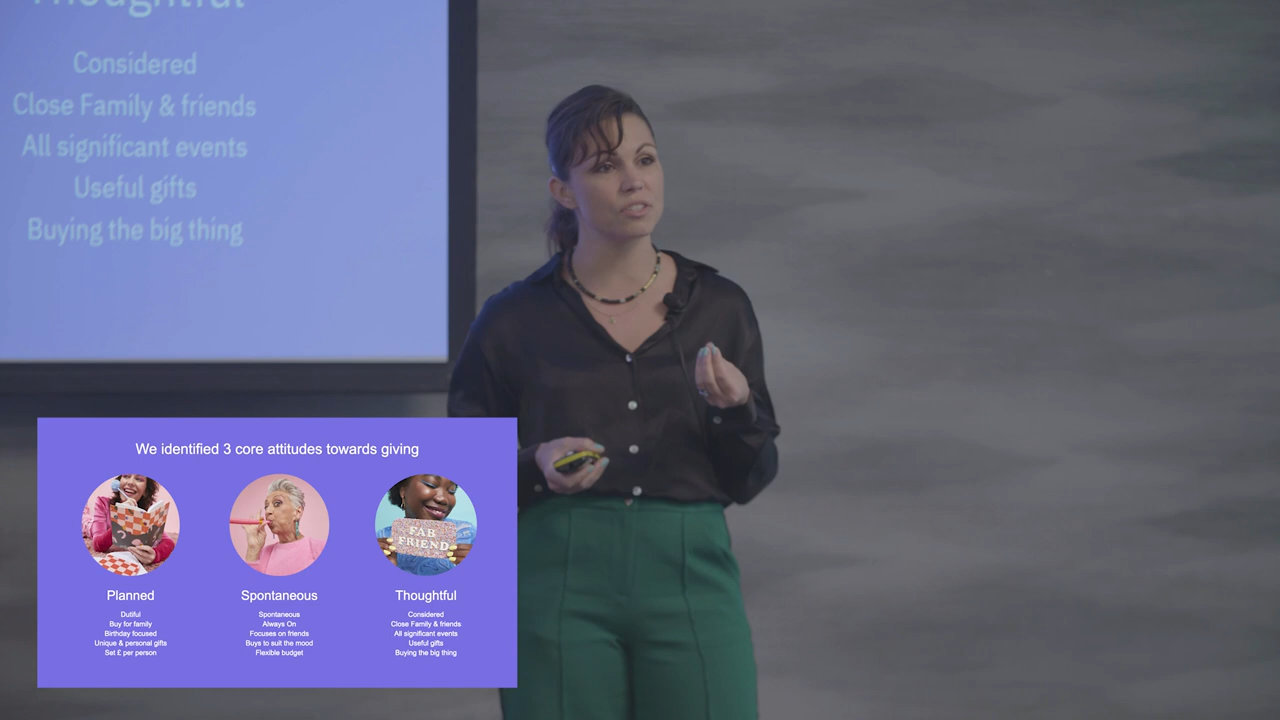 Thoughtful
Considered
Close Family & friends
All significant events
Useful gifts
Buying the big thing
We identified 3 core attitudes towards giving
FAB
FRIEND
Planned
Dutiful
Buy for family
Birthday focused
Unique & personal gifts
Set £ per person
Spontaneous
Spontaneous
Always On
Focuses on friends
Buys to suit the mood
Flexible budget
Thoughtful
Considered
Close Family & friends
All significant events
Useful gifts
Buying the big thing